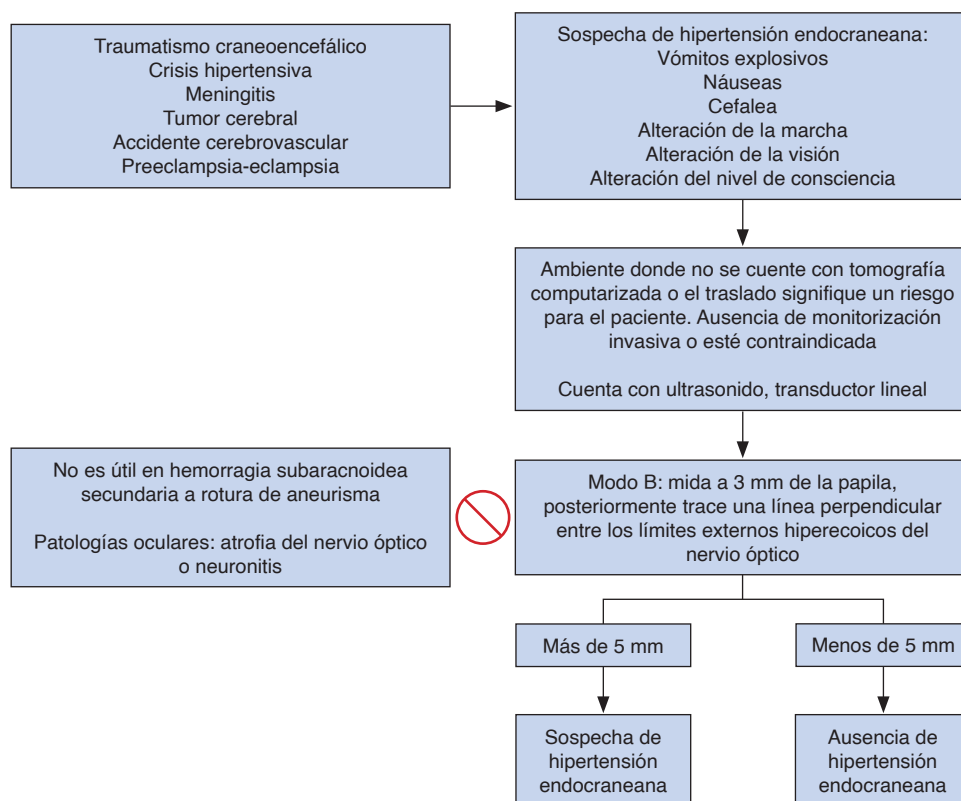 Traumatismo craneoencefálico
Crisis hipertensiva
Meningitis
Tumor cerebral
Accidente cerebrovascular
Preeclampsia-eclampsia
Sospecha de hipertensión endocraneana:
Vómitos explosivos
Náuseas
Cefalea
Alteración de la marcha
Alteración de la visión
Alteración del nivel de consciencia
Ambiente donde no se cuente con tomografía
computarizada o el traslado signifique un riesgo
para el paciente. Ausencia de monitorización
invasiva o esté contraindicada
Cuenta con ultrasonido, transductor lineal
No es útil en hemorragia subaracnoidea
secundaria a rotura de aneurisma
Patologías oculares: atrofia del nervio óptico
o neuronitis
Modo B: mida a 3 mm de la papila,
posteriormente trace una línea perpendicular
entre los límites externos hiperecoicos del
nervio óptico
Más de 5 mm
Menos de 5 mm
Sospecha de
hipertensión
endocraneana
Ausencia de
hipertensión
endocraneana